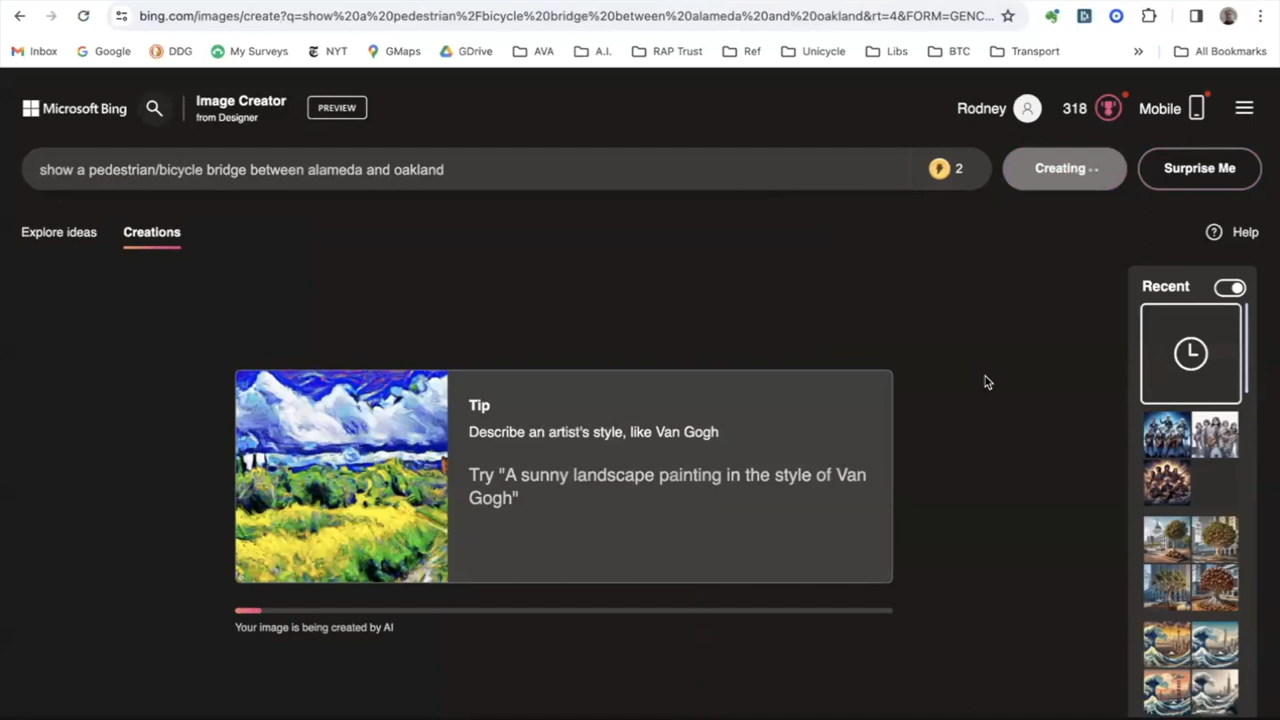 bing.com/images/create?q=show%20a%20pedestrian%2Fbicycle%20bridge%20between%20alameda%20and%20oakland&rt=4&FORM=GENC...
Inbox Google DDG My Surveys NYT GMaps GDrive AVA A.I. RAP Trust Ref Unicycle Libs BTC Transport » All Bookmarks
Microsoft Bing Image Creator from Designer PREVIEW Rodney 318 Mobile
show a pedestrian/bicycle bridge between alameda and oakland 2 Creating Surprise Me
Explore ideas Creations Help
Recent
Tip
Describe an artist's style, like Van Gogh
Try "A sunny landscape painting in the style of Van
Gogh"
Your image is being created by AI